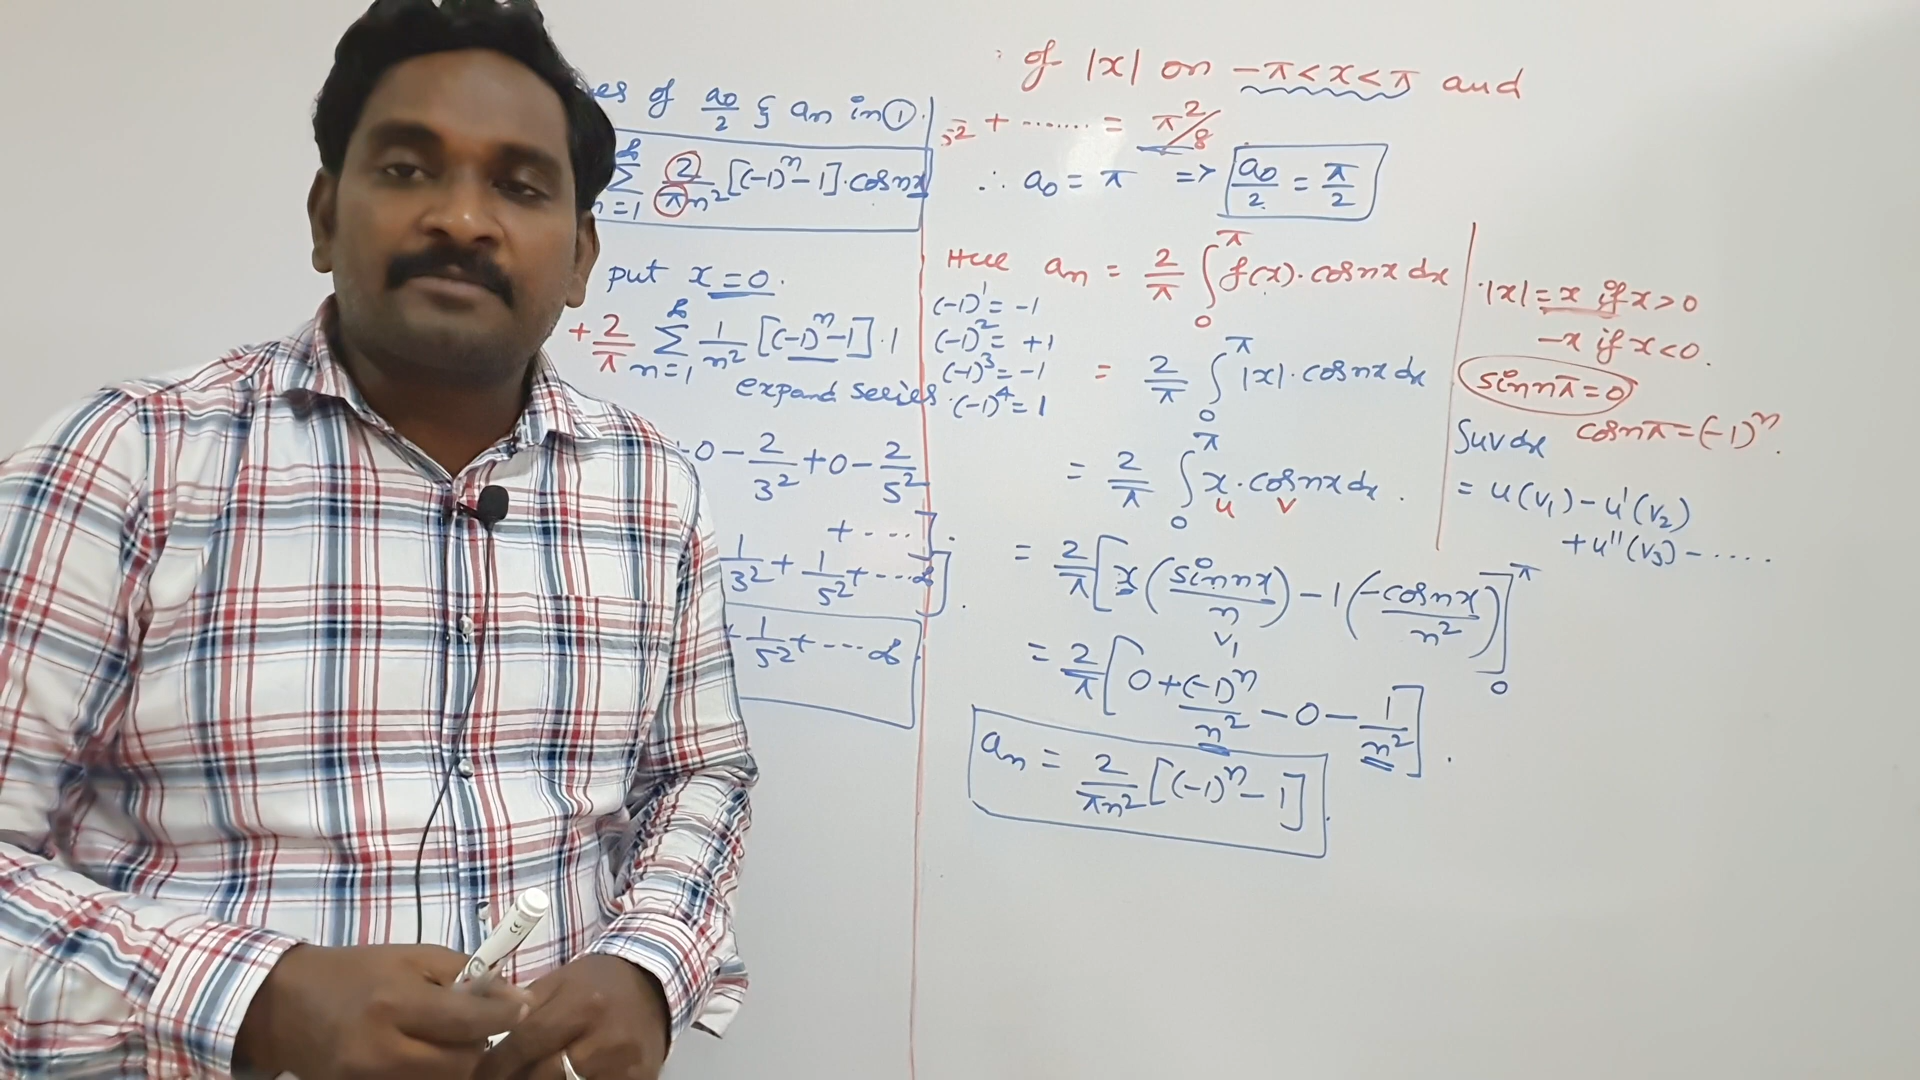 of |x| on -π<x<π and
5² + ....... = π²/8
of a₀/2 & aₙ in ①.
∑ n=1 2/πn² [(-1)ⁿ-1]. cosnx
put x=0.
+ 2/π ∑ n=1 1/n² [(-1)ⁿ-1].1
expand series.
-0 - 2/3² + 0 - 2/5²
+ ....].
1/3² + 1/5² + ...∞].
+ 1/5² + ....∞
∴ a₀ = π => a₀/2 = π/2
Here aₙ = 2/π ∫₀^π f(x).cosnx dx
(-1)¹ = -1
(-1)² = +1
(-1)³ = -1
(-1)⁴ = 1
= 2/π ∫₀^π |x|.cosnx dx
= 2/π ∫₀^π x.cosnx dx.
u v
= 2/π [x (sinnx/n) - 1 (-cosnx/n²)]₀^π
v₁
= 2/π [0 + (-1)ⁿ/n² - 0 - 1/n²].
aₙ = 2/πn² [(-1)ⁿ - 1]
|x| = x if x>0
-x if x<0.
sinnπ=0
cosnπ=(-1)ⁿ.
∫uvdx
= u(v₁) - u'(v₂)
+ u''(v₃) - .....